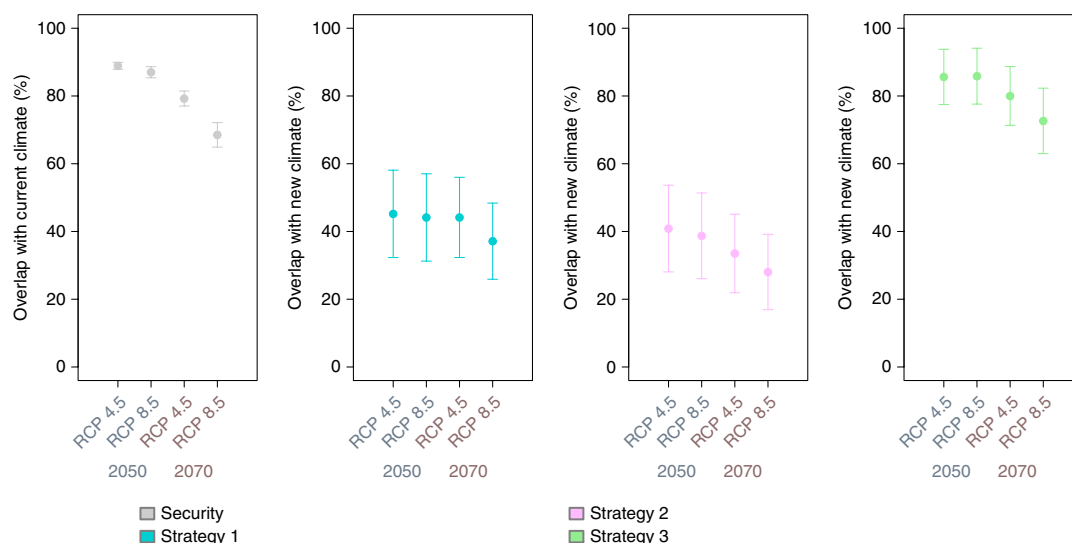 Overlap with current climate (%)
100
80
60
40
20
0
RCP 4.5
RCP 8.5
RCP 4.5
RCP 8.5
2050
2070
Overlap with new climate (%)
100
80
60
40
20
0
RCP 4.5
RCP 8.5
RCP 4.5
RCP 8.5
2050
2070
Overlap with new climate (%)
100
80
60
40
20
0
RCP 4.5
RCP 8.5
RCP 4.5
RCP 8.5
2050
2070
Overlap with new climate (%)
100
80
60
40
20
0
RCP 4.5
RCP 8.5
RCP 4.5
RCP 8.5
2050
2070
Security
Strategy 1
Strategy 2
Strategy 3